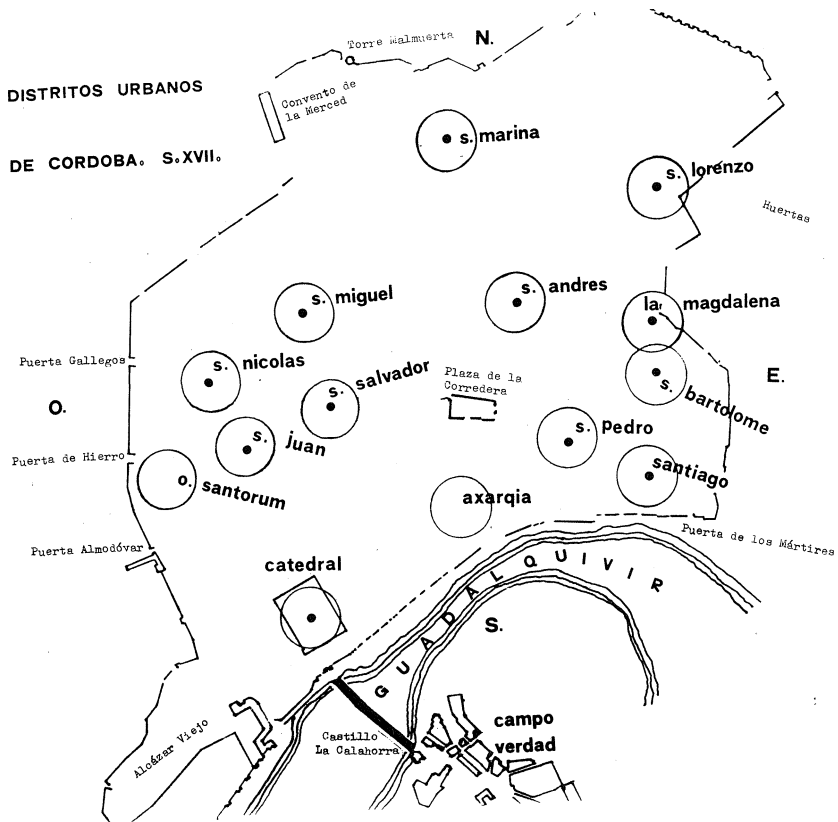 Torre Malmuerta
N.
DISTRITOS URBANOS
Convento de
la Merced
DE CORDOBA. S.XVII.
s. marina
s. lorenzo
Huertas
s. miguel
s. andres
la magdalena
Puerta Gallegos
s. nicolas
s. salvador
Plaza de la
Corredera
E.
s. bartolome
O.
s. juan
s. pedro
Puerta de Hierro
o. santorum
santiago
axarqia
Puerta de los Mártires
Puerta Almodóvar
catedral
GUADALQUIVIR
S.
Alcázar Viejo
Castillo
La Calahorra
campo
verdad